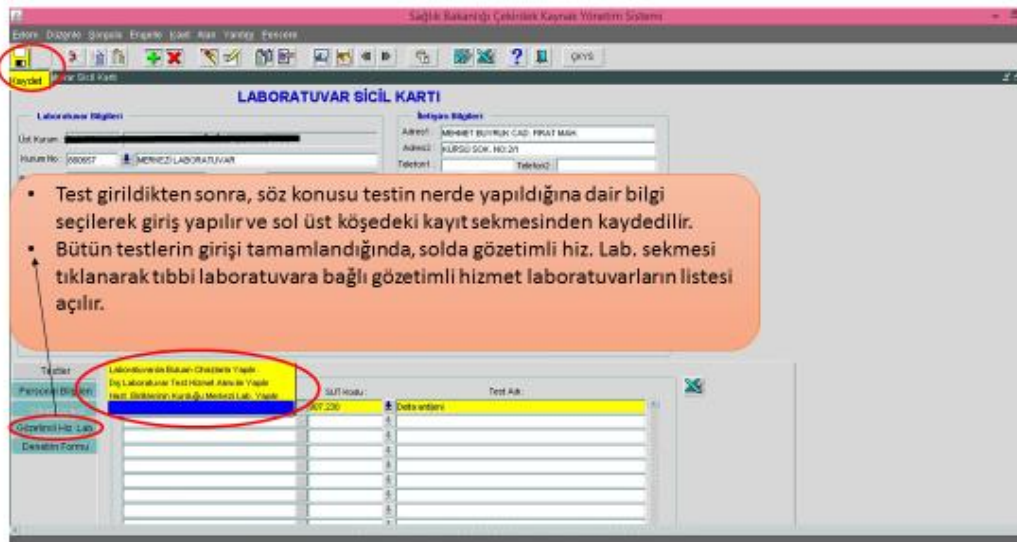 Sağlık Bakanlığı Çekirdek Kaynak Yönetim Sistemi
ÇKYS
Kaydet
LABORATUVAR SİCİL KARTI
Laboratuvar Bilgileri
İletişim Bilgileri
Üst Kurum
Adres1 MEHMET BUYRUK CAD. FIRAT MAH.
Adres2 KURSU SOK. NO:2/1
Kurum No MERKEZİ LABORATUVAR
Telefon1 Telefon2
• Test girildikten sonra, söz konusu testin nerde yapıldığına dair bilgi
seçilerek giriş yapılır ve sol üst köşedeki kayıt sekmesinden kaydedilir.
• Bütün testlerin girişi tamamlandığında, solda gözetimli hiz. Lab. sekmesi
tıklanarak tıbbi laboratuvara bağlı gözetimli hizmet laboratuvarların listesi
açılır.
Testler
Laboratuvarda Bulunan Cihazlarla Yapılır
Dış Laboratuvar Test Hizmet Alımı ile Yapılır
Hast. Birliklerinin Kurduğu Merkezi Lab. Yapılır
Personel Bilgileri
SUT Kodu :
Test Adı :
907.230 Delta antijeni
Gözetimli Hiz. Lab.
Denetim Formu